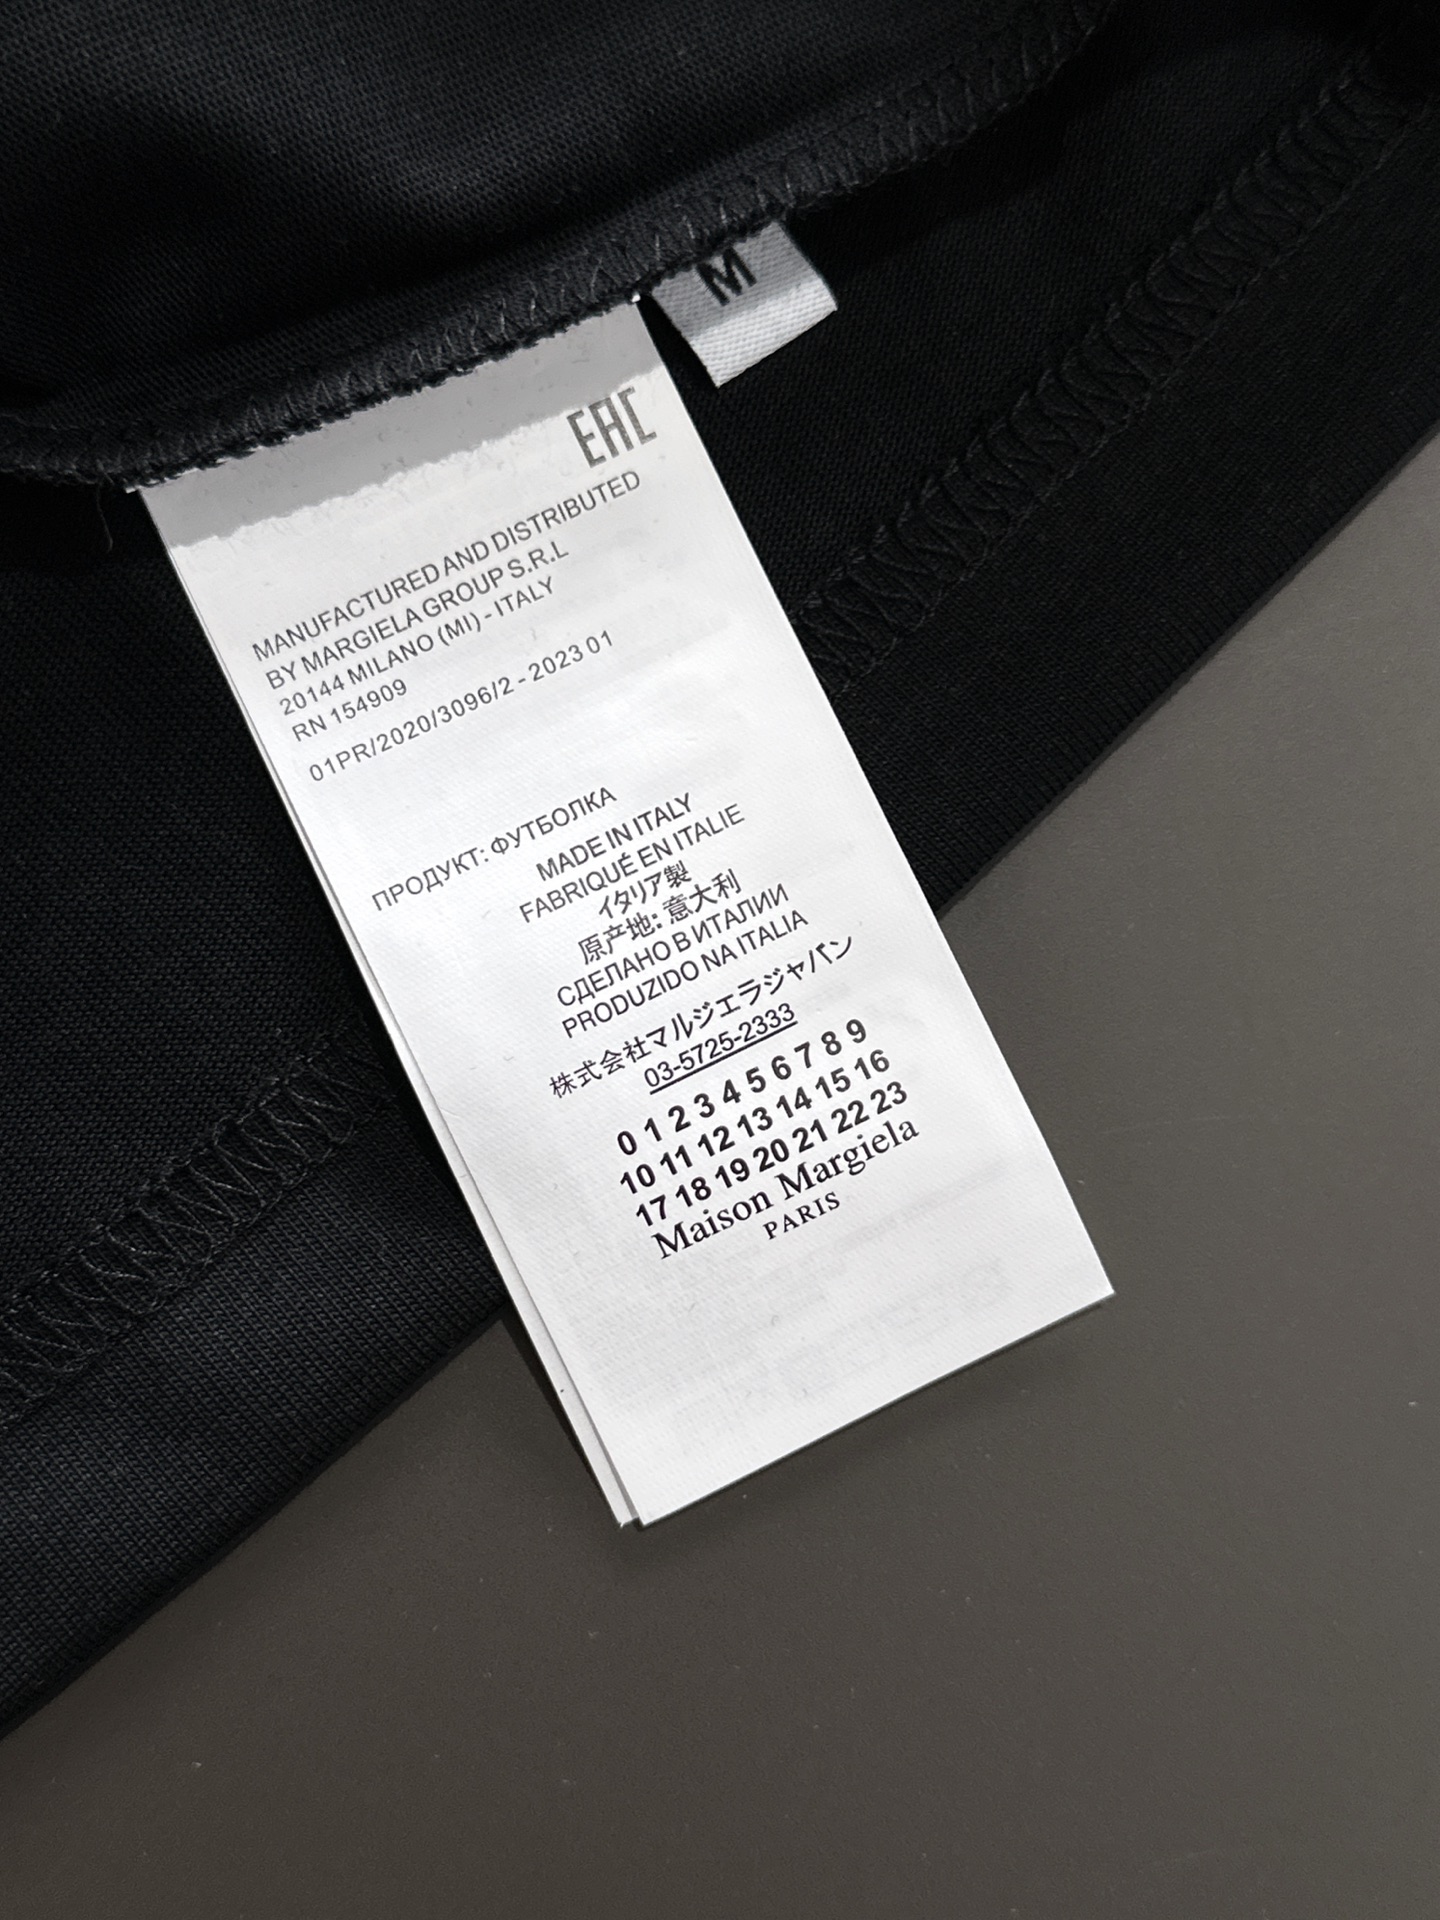 M
EAC
MANUFACTURED AND DISTRIBUTED
BY MARGIELA GROUP S.R.L
20144 MILANO (MI) - ITALY
RN 154909
01PR/2020/3096/2 - 2023 01
ПРОДУКТ: ФУТБОЛКА
MADE IN ITALY
FABRIQUÉ EN ITALIE
イタリア製
原产地: 意大利
СДЕЛАНО В ИТАЛИИ
PRODUZIDO NA ITALIA
株式会社マルジェラジャパン
03-5725-2333
0 1 2 3 4 5 6 7 8 9
10 11 12 13 14 15 16
17 18 19 20 21 22 23
Maison Margiela
PARIS